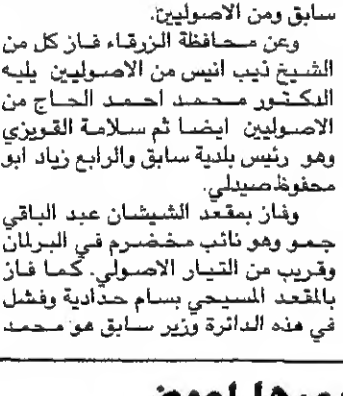 سابق ومن الاصوليين.
وعن محافظة الزرقاء فاز كل من
الشيخ ذيب انيس من الاصوليين يليه
الدكتور محمد احمد الحاج من
الاصوليين ايضا ثم سلامة الغويري
وهو رئيس بلدية سابق والرابع زياد ابو
محفوظ صيدلي.
وفاز بمقعد الشيشان عبد الباقي
جمو وهو نائب مخضرم في البرلمان
وقريب من التيار الاصولي. كما فاز
بالمقعد المسيحي بسام حدادية وفشل
في هذه الدائرة وزير سابق هو محمد